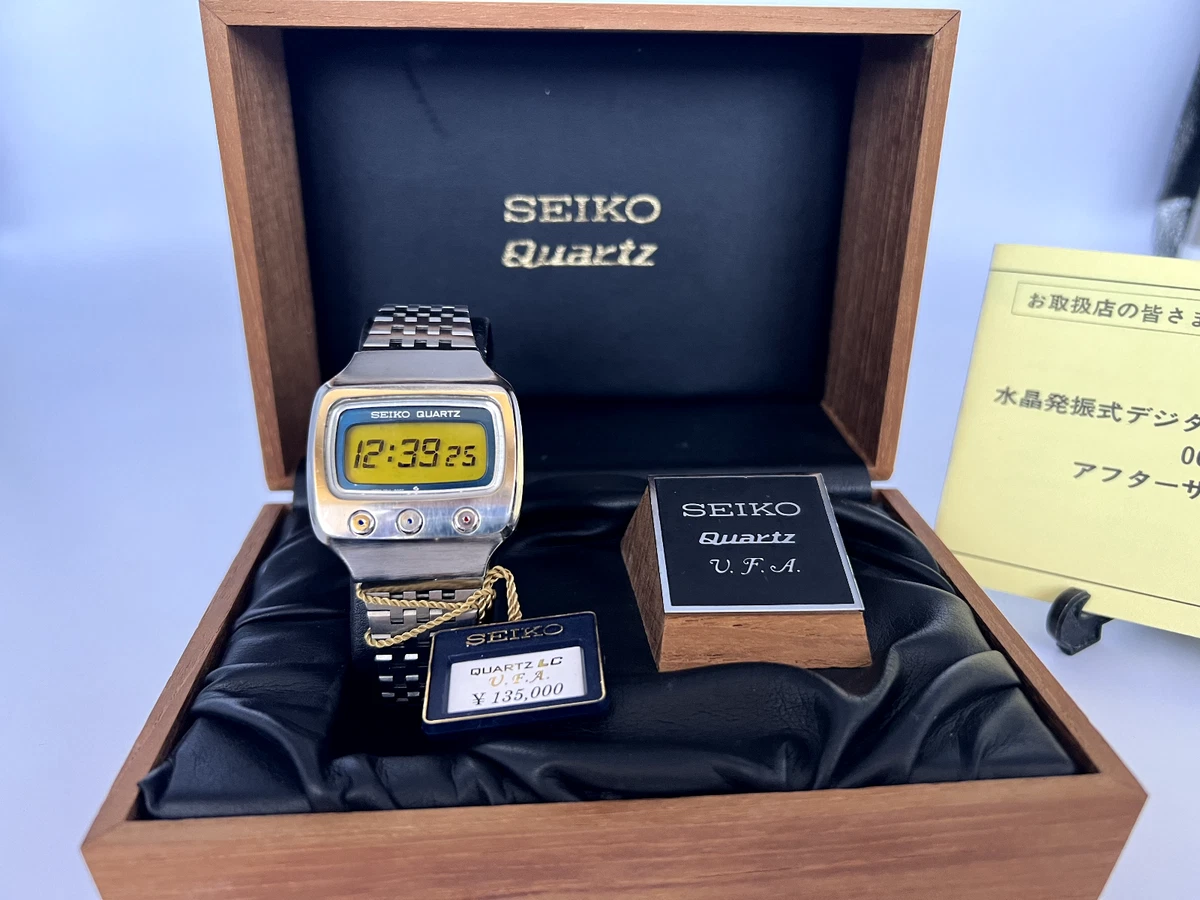 SEIKO
Quartz
SEIKO QUARTZ
12:39 25
SEIKO
Quartz
U.F.A.
SEIKO
QUARTZ LC
U.F.A.
¥ 135,000
お取扱店の皆さま
水晶発振式デジタ
06
アフターサ